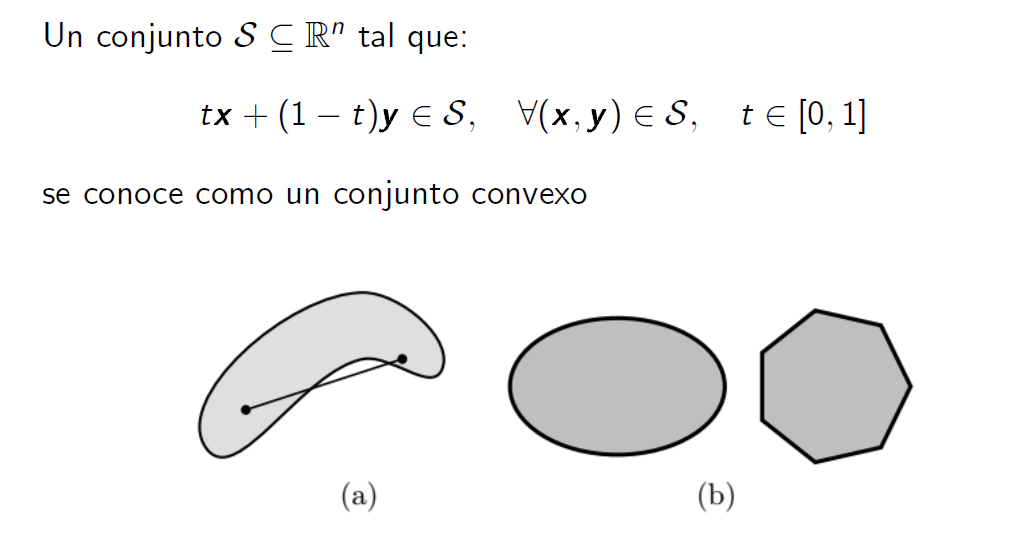 Un conjunto 𝒮 ⊆ ℝⁿ tal que:
t𝒙 + (1 − t)𝒚 ∈ 𝒮, ∀(𝒙, 𝒚) ∈ 𝒮, t ∈ [0, 1]
se conoce como un conjunto convexo
(a) (b)